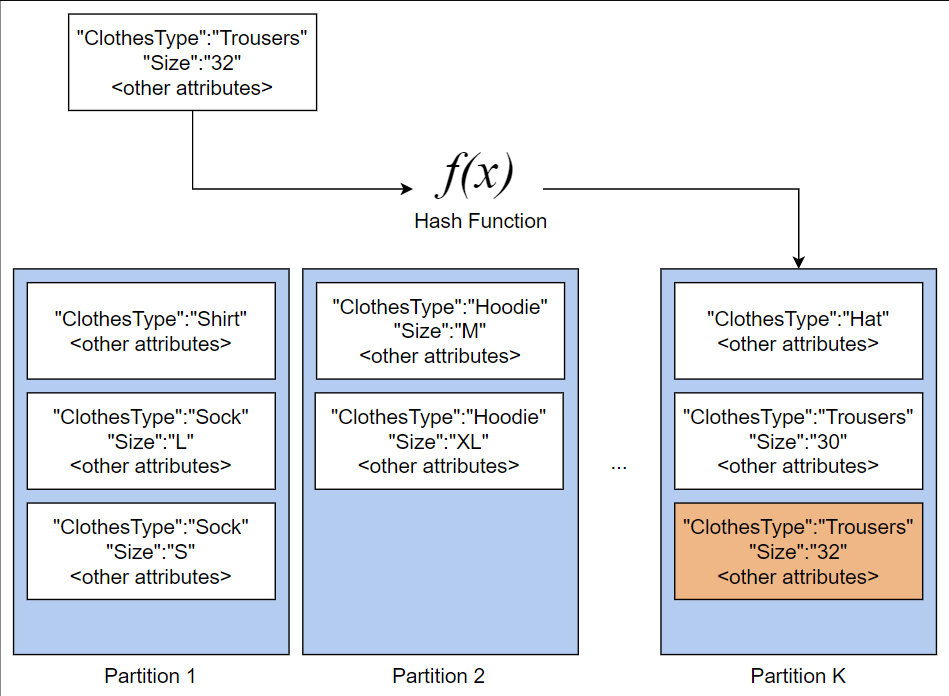 "ClothesType":"Trousers"
"Size":"32"
<other attributes>
f(x)
Hash Function
"ClothesType":"Shirt"
<other attributes>
"ClothesType":"Sock"
"Size":"L"
<other attributes>
"ClothesType":"Sock"
"Size":"S"
<other attributes>
Partition 1
"ClothesType":"Hoodie"
"Size":"M"
<other attributes>
"ClothesType":"Hoodie"
"Size":"XL"
<other attributes>
Partition 2
...
"ClothesType":"Hat"
<other attributes>
"ClothesType":"Trousers"
"Size":"30"
<other attributes>
"ClothesType":"Trousers"
"Size":"32"
<other attributes>
Partition K